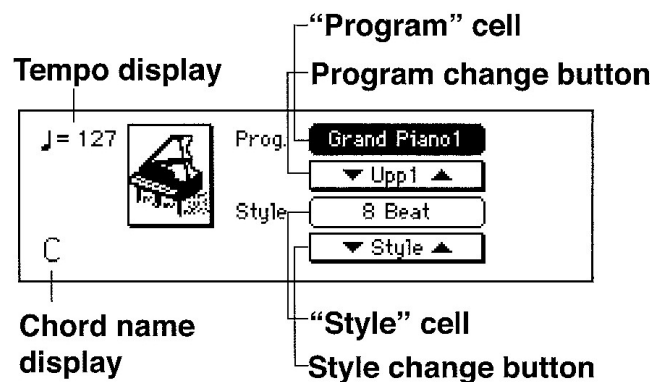 “Program” cell
Tempo display
Program change button
♩= 127
Prog.
Grand Piano1
▼ Upp1 ▲
Style
8 Beat
▼ Style ▲
C
Chord name
display
“Style” cell
Style change button